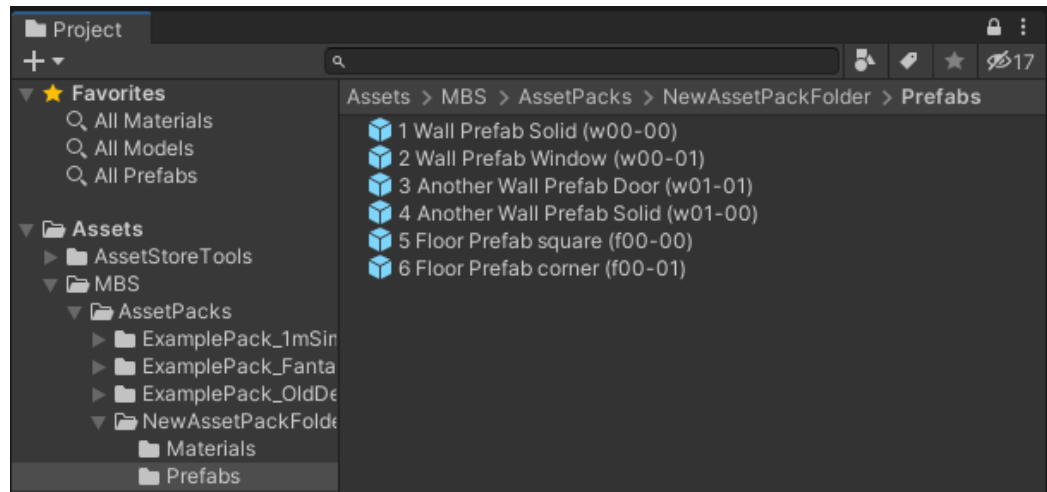 Project
17
Favorites
All Materials
All Models
All Prefabs
Assets
AssetStoreTools
MBS
AssetPacks
ExamplePack_1mSin
ExamplePack_Fanta
ExamplePack_OldDe
NewAssetPackFolde
Materials
Prefabs
Assets > MBS > AssetPacks > NewAssetPackFolder > Prefabs
1 Wall Prefab Solid (w00-00)
2 Wall Prefab Window (w00-01)
3 Another Wall Prefab Door (w01-01)
4 Another Wall Prefab Solid (w01-00)
5 Floor Prefab square (f00-00)
6 Floor Prefab corner (f00-01)